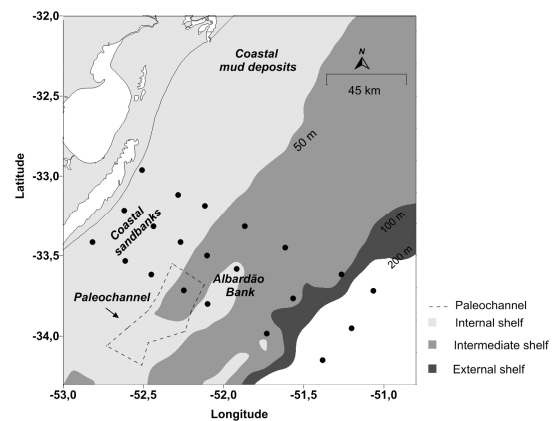 -32,0
-32,5
-33,0
-33,5
-34,0
Latitude
Coastal
mud deposits
N
45 km
50 m
Coastal
sandbanks
100 m
200 m
Paleochannel
Albardão
Bank
-53,0
-52,5
-52,0
-51,5
-51,0
Longitude
Paleochannel
Internal shelf
Intermediate shelf
External shelf